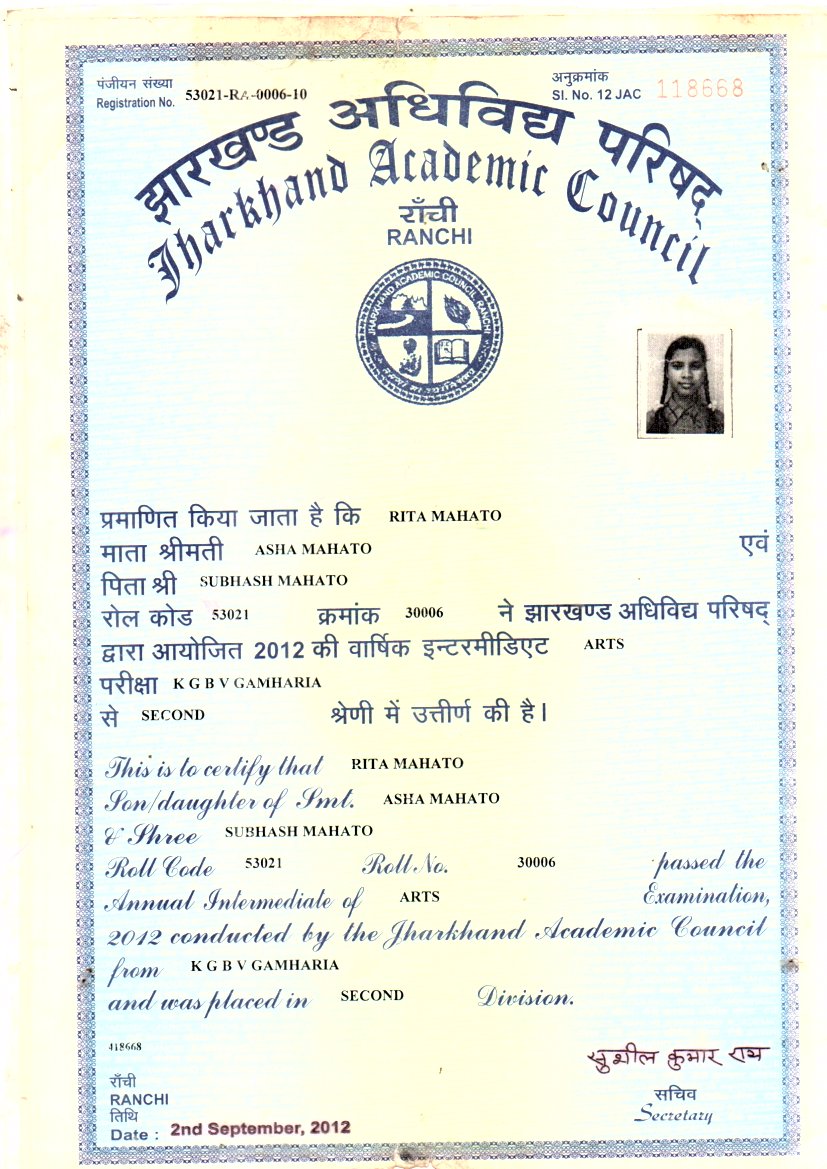 पंजीयन संख्या
Registration No. 53021-RA-0006-10
अनुक्रमांक
Sl. No. 12 JAC 118668
झारखण्ड अधिविद्य परिषद्
Jharkhand Academic Council
राँची
RANCHI
JHARKHAND ACADEMIC COUNCIL RANCHI
प्रमाणित किया जाता है कि RITA MAHATO
माता श्रीमती ASHA MAHATO एवं
पिता श्री SUBHASH MAHATO
रोल कोड 53021 क्रमांक 30006 ने झारखण्ड अधिविद्य परिषद्
द्वारा आयोजित 2012 की वार्षिक इन्टरमीडिएट ARTS
परीक्षा K G B V GAMHARIA
से SECOND श्रेणी में उत्तीर्ण की है।
This is to certify that RITA MAHATO
Son/daughter of Smt. ASHA MAHATO
& Shree SUBHASH MAHATO
Roll Code 53021 Roll No. 30006 passed the
Annual Intermediate of ARTS Examination,
2012 conducted by the Jharkhand Academic Council
from K G B V GAMHARIA
and was placed in SECOND Division.
418668
सुशील कुमार राय
राँची
RANCHI
तिथि
Date : 2nd September, 2012
सचिव
Secretary